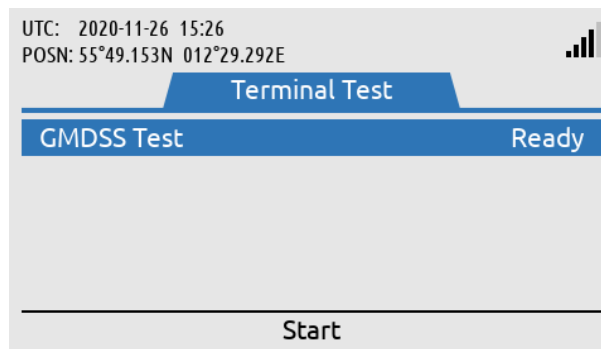 UTC: 2020-11-26 15:26
POSN: 55°49.153N 012°29.292E
Terminal Test
GMDSS Test Ready
Start